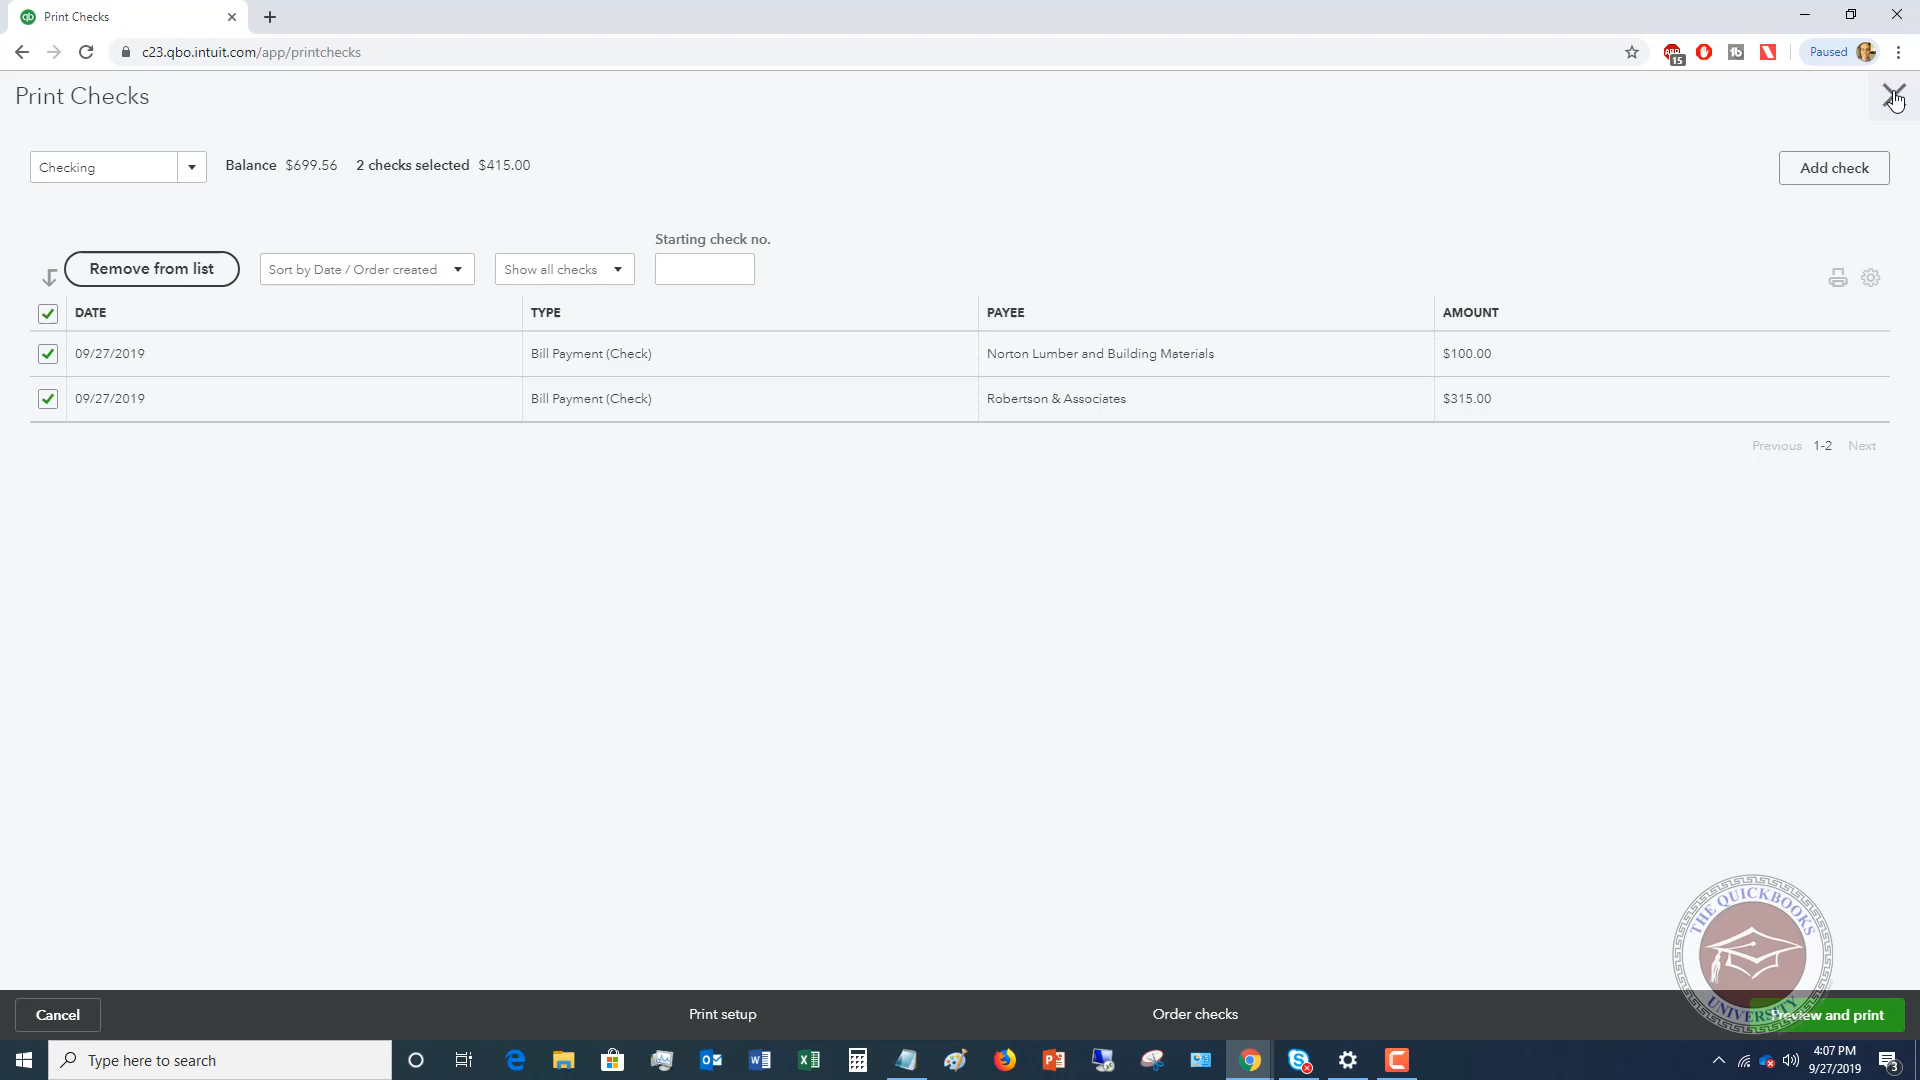 Print Checks
c23.qbo.intuit.com/app/printchecks
ABP
15
Paused
Print Checks
Checking
Balance $699.56 2 checks selected $415.00
Add check
Starting check no.
Remove from list
Sort by Date / Order created
Show all checks
DATE TYPE PAYEE AMOUNT
09/27/2019 Bill Payment (Check) Norton Lumber and Building Materials $100.00
09/27/2019 Bill Payment (Check) Robertson & Associates $315.00
Previous 1-2 Next
THE QUICKBOOKS
UNIVERSITY
Cancel
Print setup
Order checks
Preview and print
Type here to search
4:07 PM
9/27/2019
3